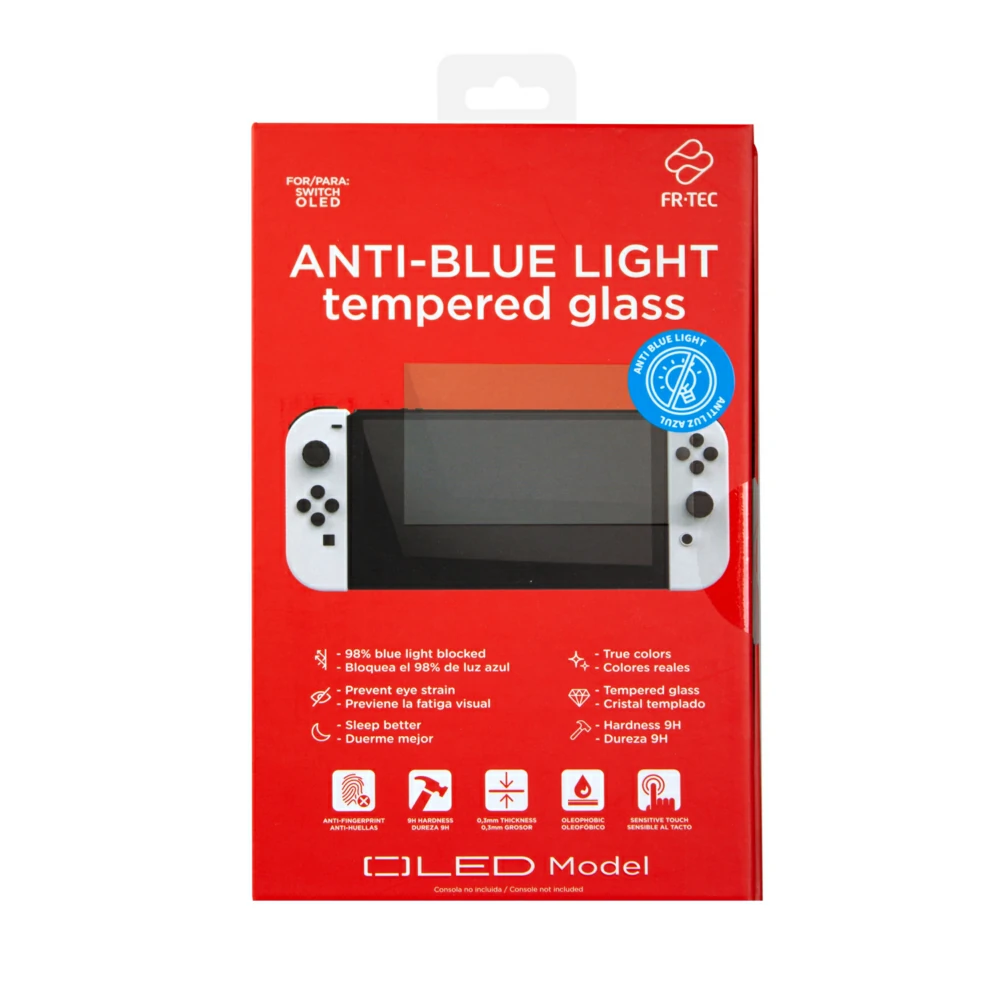 FOR/PARA:
SWITCH
OLED
FR·TEC
ANTI-BLUE LIGHT
tempered glass
ANTI BLUE LIGHT
ANTI LUZ AZUL
- 98% blue light blocked
- Bloquea el 98% de luz azul
- Prevent eye strain
- Previene la fatiga visual
- Sleep better
- Duerme mejor
- True colors
- Colores reales
- Tempered glass
- Cristal templado
- Hardness 9H
- Dureza 9H
ANTI-FINGERPRINT
ANTI-HUELLAS
9H HARDNESS
DUREZA 9H
0,3mm THICKNESS
0,3mm GROSOR
OLEOPHOBIC
OLEOFÓBICO
SENSITIVE TOUCH
SENSIBLE AL TACTO
OLED Model
Consola no incluida / Console not included